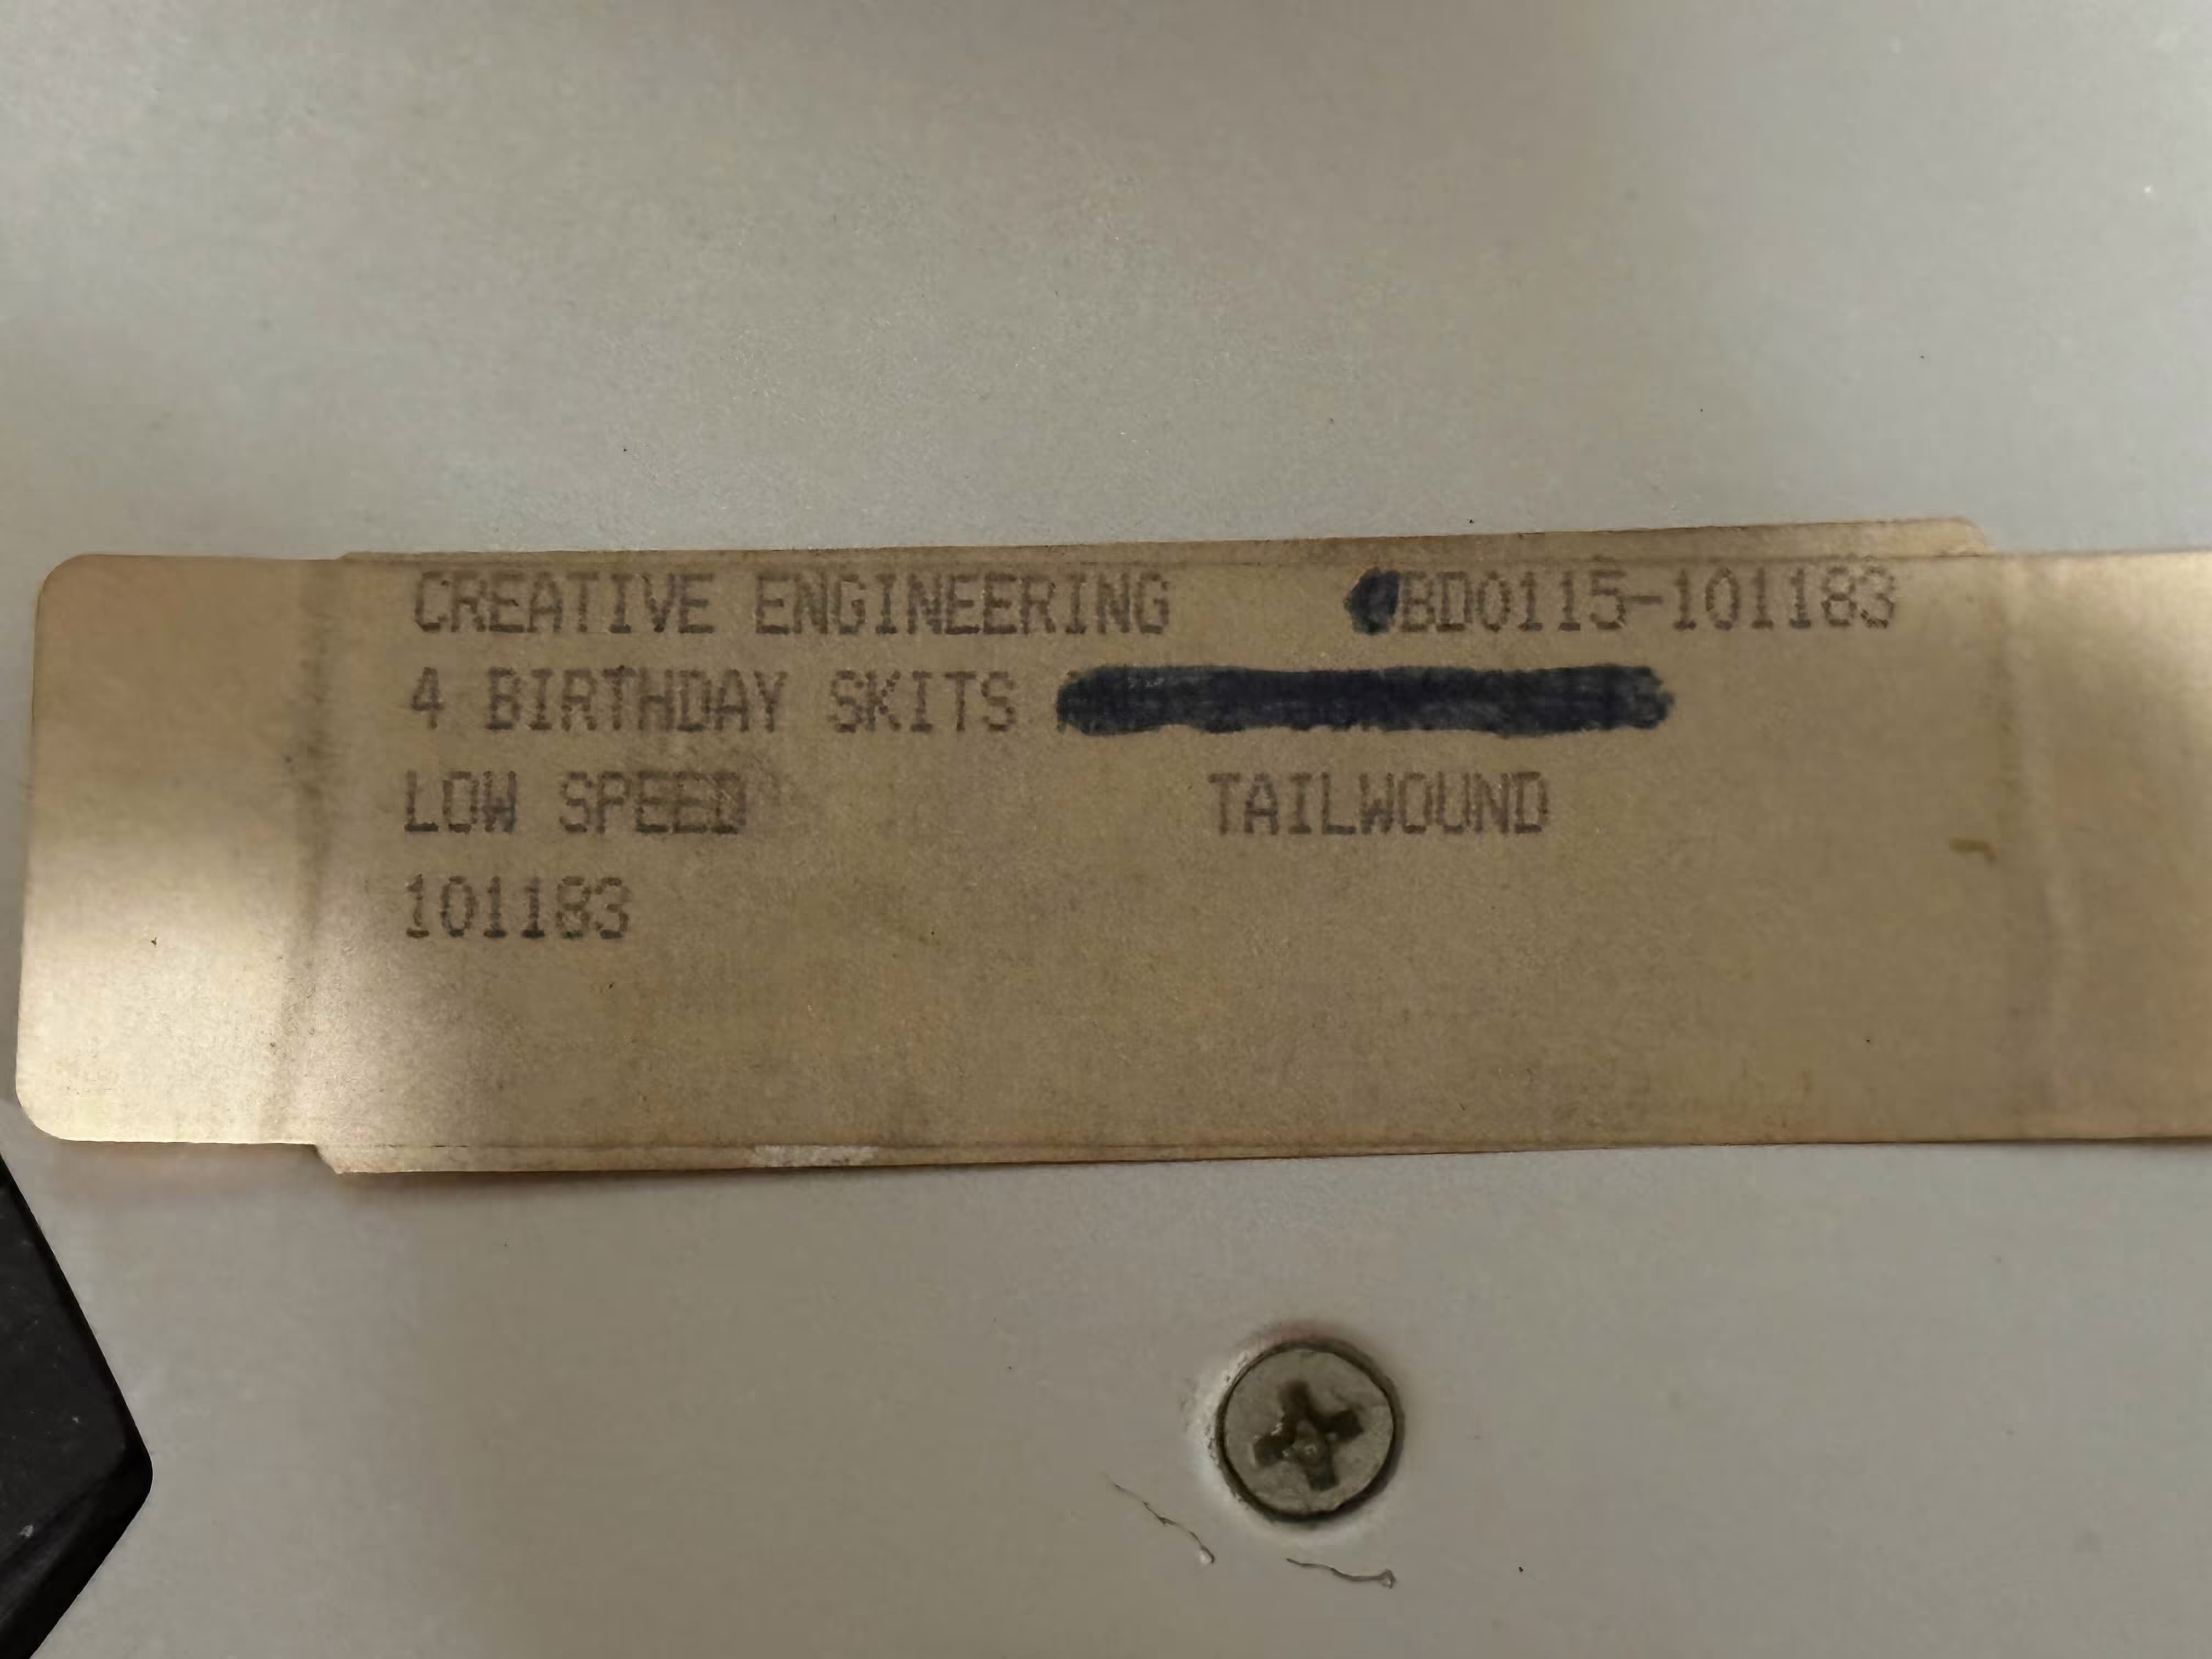 CREATIVE ENGINEERING BD0115-101183
4 BIRTHDAY SKITS
LOW SPEED TAILWOUND
101183